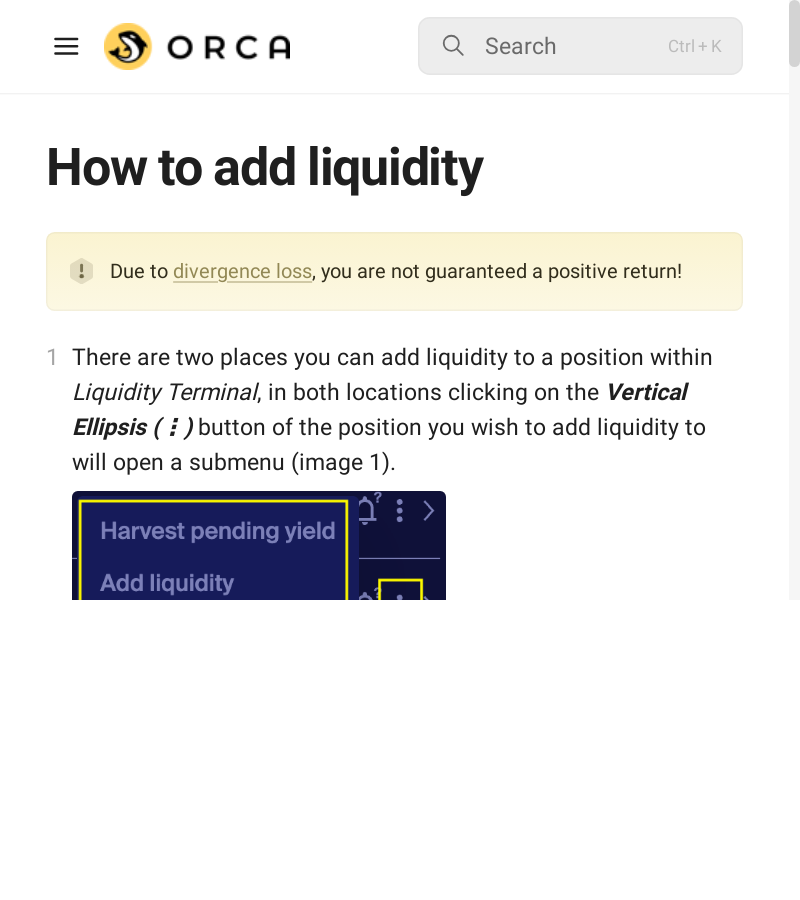 ORCA
Search
Ctrl + K
How to add liquidity
Due to divergence loss, you are not guaranteed a positive return!
1 There are two places you can add liquidity to a position within
Liquidity Terminal, in both locations clicking on the Vertical
Ellipsis ( ⋮ ) button of the position you wish to add liquidity to
will open a submenu (image 1).
Harvest pending yield
Add liquidity